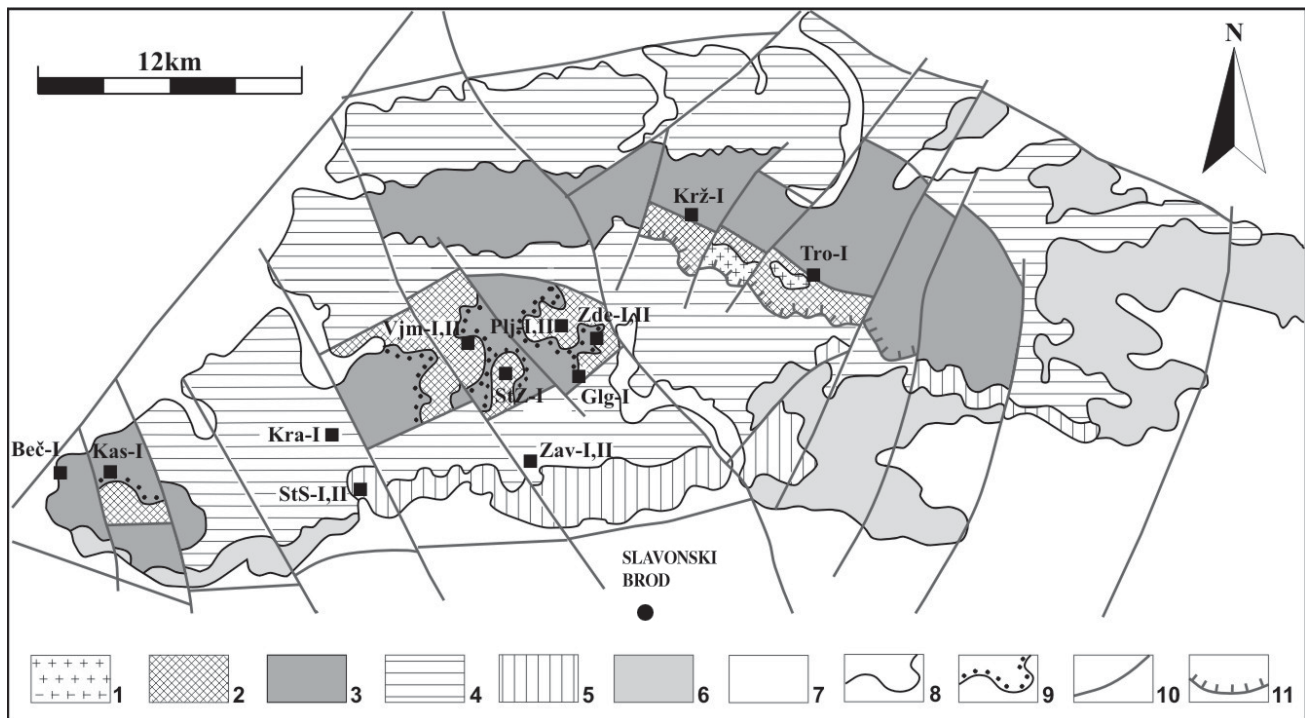 12km
N
Krž-I
Tro-I
Vjm-I,II
Plj-I,II
Zde-I,II
StŽ-I
Glg-I
Kra-I
Zav-I,II
Beč-I
Kas-I
StS-I,II
SLAVONSKI
BROD
1 2 3 4 5 6 7 8 9 10 11